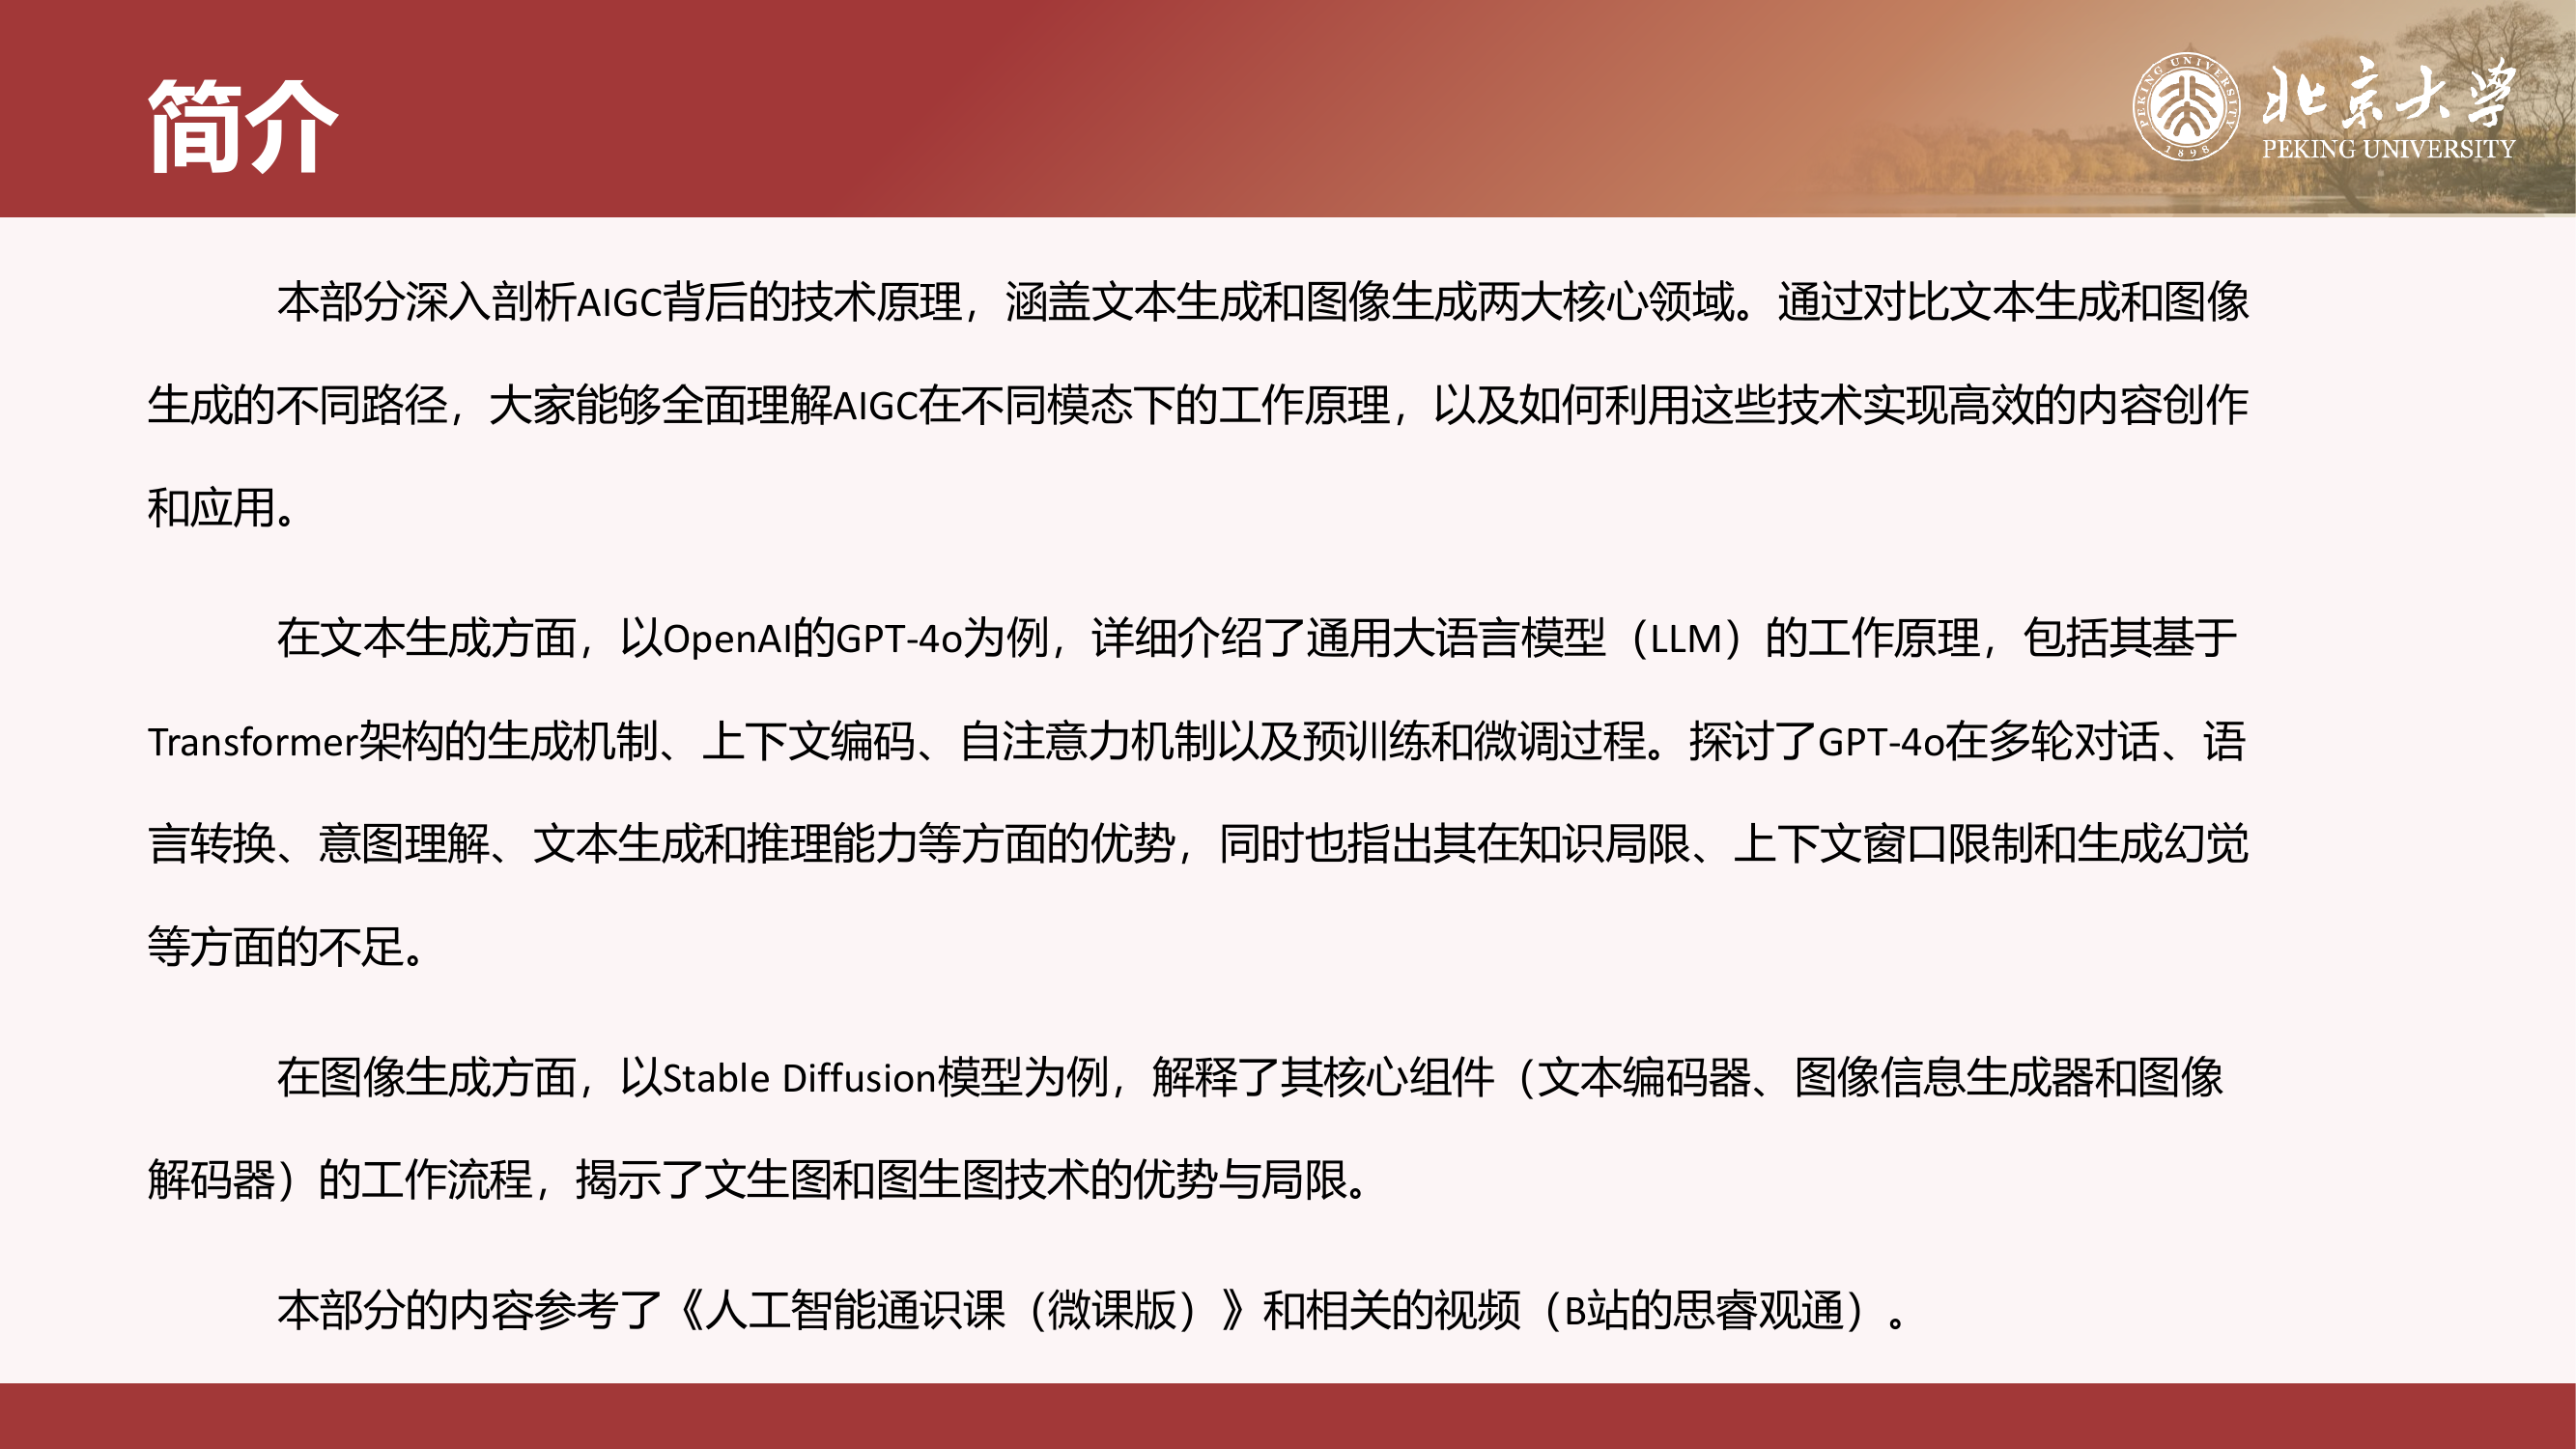 简介
PEKING UNIVERSITY
1898
北京大学
PEKING UNIVERSITY
本部分深入剖析AIGC背后的技术原理，涵盖文本生成和图像生成两大核心领域。通过对比文本生成和图像
生成的不同路径，大家能够全面理解AIGC在不同模态下的工作原理，以及如何利用这些技术实现高效的内容创作
和应用。
在文本生成方面，以OpenAI的GPT-4o为例，详细介绍了通用大语言模型（LLM）的工作原理，包括其基于
Transformer架构的生成机制、上下文编码、自注意力机制以及预训练和微调过程。探讨了GPT-4o在多轮对话、语
言转换、意图理解、文本生成和推理能力等方面的优势，同时也指出其在知识局限、上下文窗口限制和生成幻觉
等方面的不足。
在图像生成方面，以Stable Diffusion模型为例，解释了其核心组件（文本编码器、图像信息生成器和图像
解码器）的工作流程，揭示了文生图和图生图技术的优势与局限。
本部分的内容参考了《人工智能通识课（微课版）》和相关的视频（B站的思睿观通）。